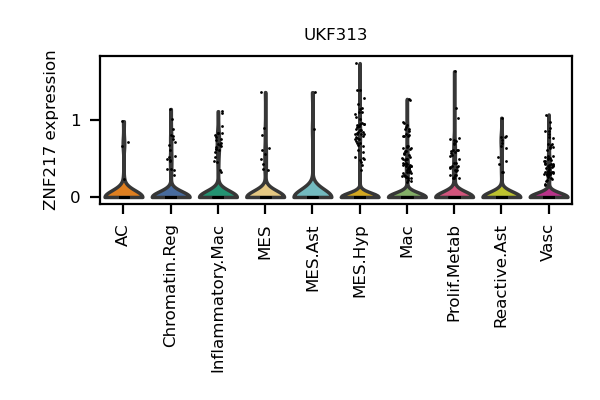 UKF313
ZNF217 expression
1
0
AC
Chromatin.Reg
Inflammatory.Mac
MES
MES.Ast
MES.Hyp
Mac
Prolif.Metab
Reactive.Ast
Vasc